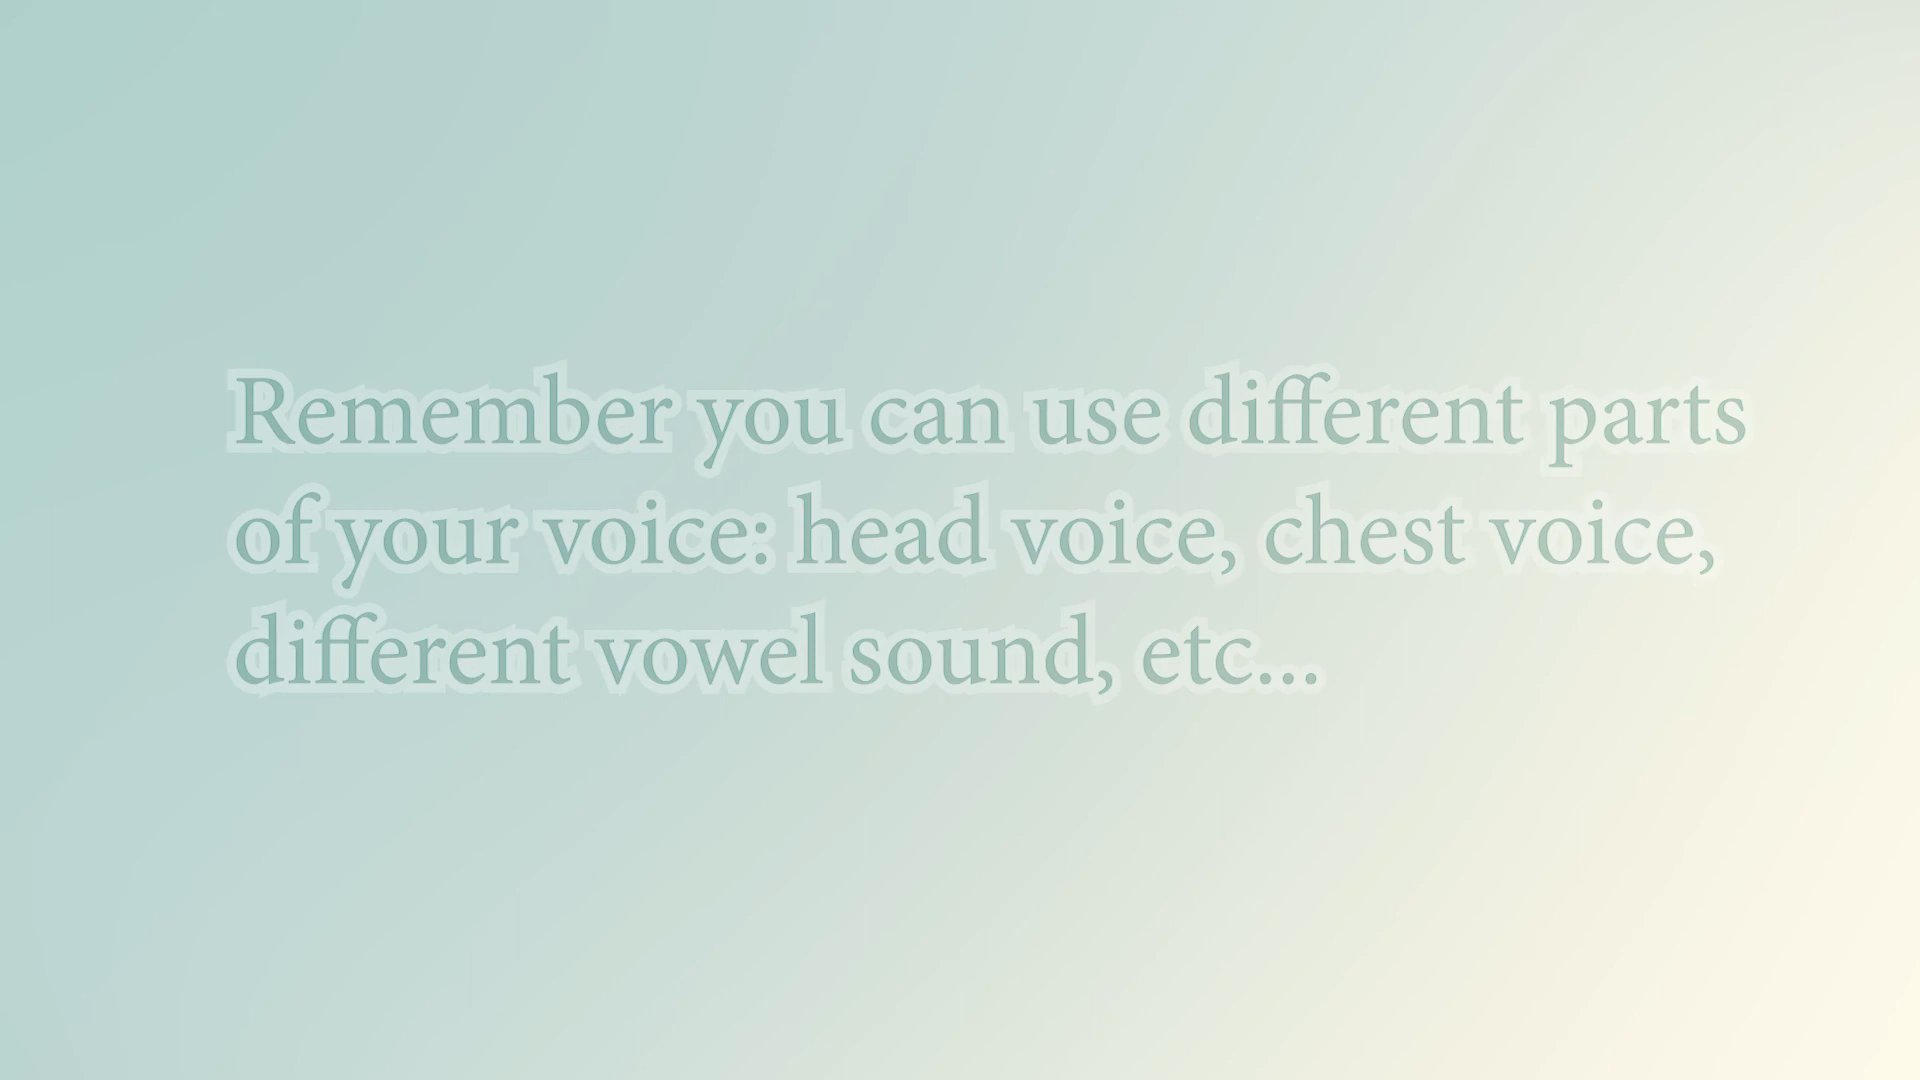 Remember you can use different parts
of your voice: head voice, chest voice,
different vowel sound, etc...